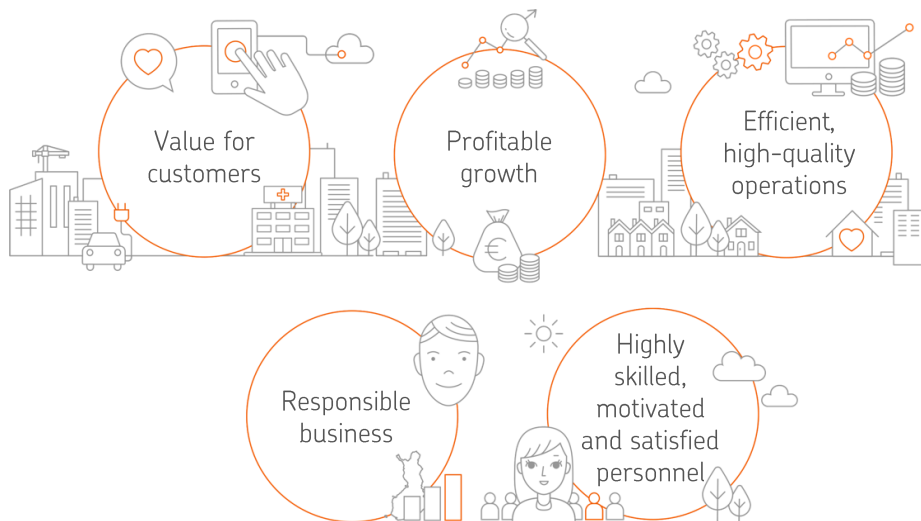 Value for
customers
Profitable
growth
Efficient,
high-quality
operations
Responsible
business
Highly
skilled,
motivated
and satisfied
personnel